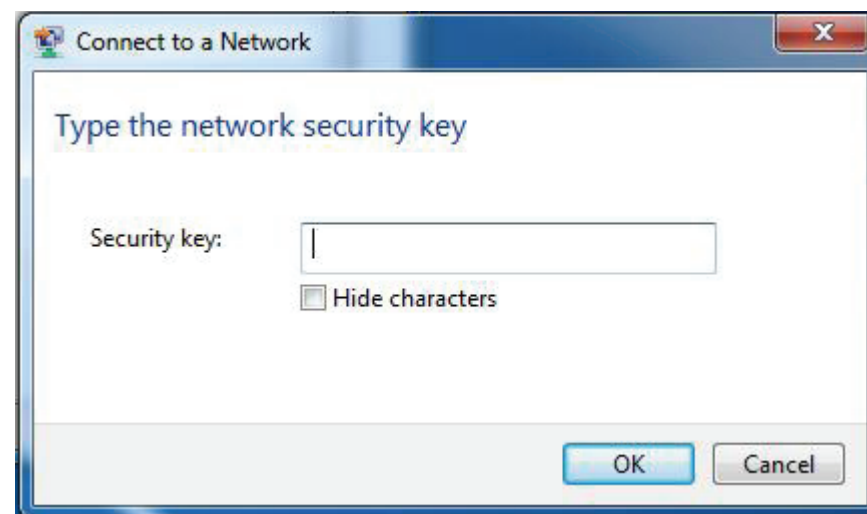 Connect to a Network
Type the network security key
Security key:
Hide characters
OK Cancel